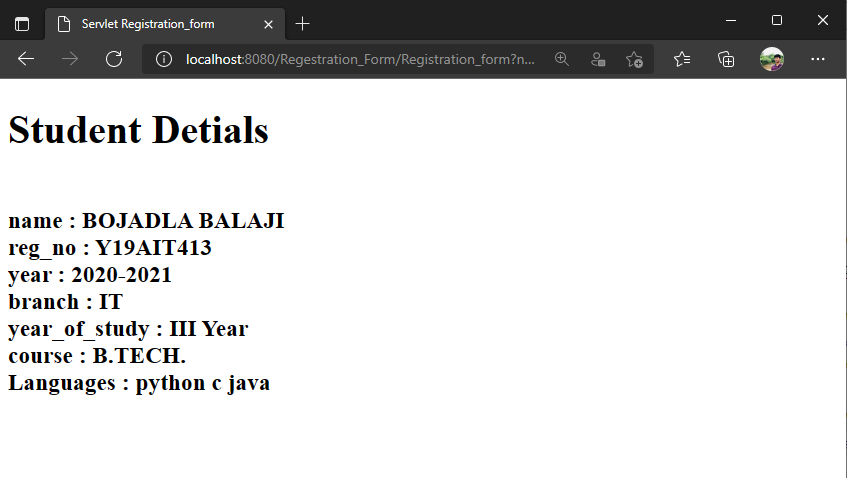 Servlet Registration_form
localhost:8080/Regestration_Form/Registration_form?n...
Student Detials
name : BOJADLA BALAJI
reg_no : Y19AIT413
year : 2020-2021
branch : IT
year_of_study : III Year
course : B.TECH.
Languages : python c java